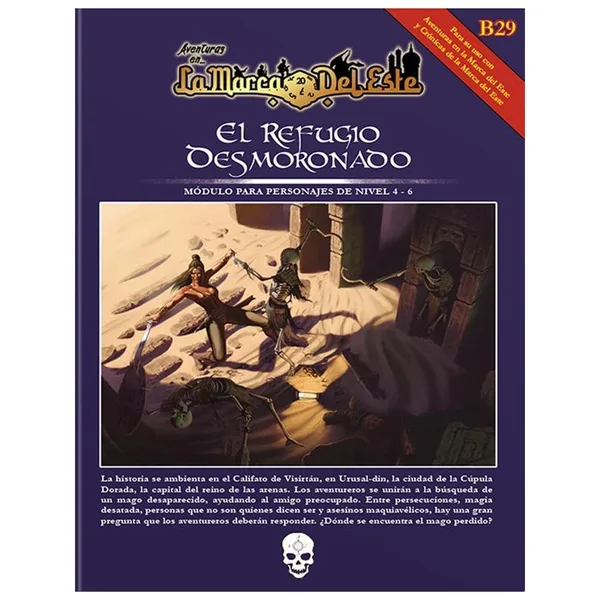 B29
Para su uso con
Aventuras en la Marca del Este
y Crónicas de la Marca del Este
Aventuras
en...
La Marca Del Este
20
El Refugio
Desmoronado
MÓDULO PARA PERSONAJES DE NIVEL 4 - 6
La historia se ambienta en el Califato de Visirtán, en Urusal-din, la ciudad de la Cúpula
Dorada, la capital del reino de las arenas. Los aventureros se unirán a la búsqueda de
un mago desaparecido, ayudando al amigo preocupado. Entre persecuciones, magia
desatada, personas que no son quienes dicen ser y asesinos maquiavélicos, hay una gran
pregunta que los aventureros deberán responder. ¿Dónde se encuentra el mago perdido?